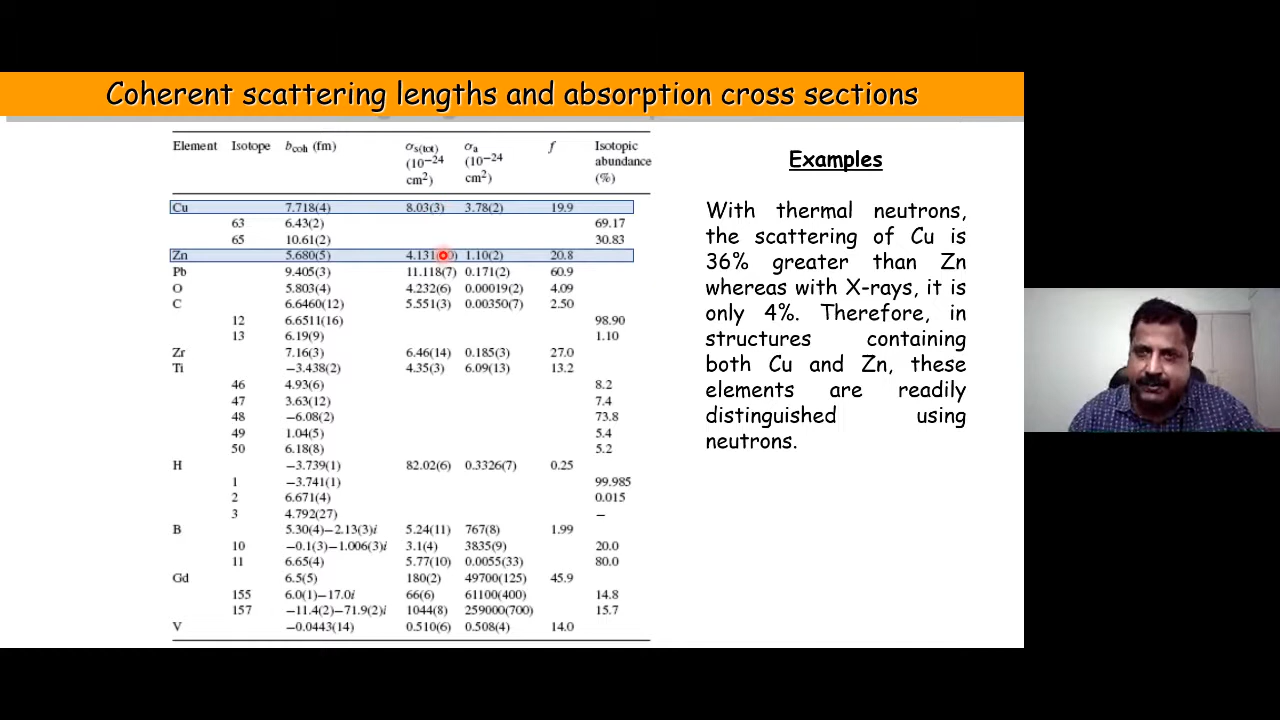 Coherent scattering lengths and absorption cross sections
Element Isotope b_coh (fm) σ_s(tot) (10⁻²⁴ cm²) σ_a (10⁻²⁴ cm²) f Isotopic abundance (%)
Cu 7.718(4) 8.03(3) 3.78(2) 19.9
63 6.43(2) 69.17
65 10.61(2) 30.83
Zn 5.680(5) 1.10(2) 20.8
Pb 9.405(3) 11.118(7) 0.171(2) 60.9
O 5.803(4) 4.232(6) 0.00019(2) 4.09
C 6.6460(12) 5.551(3) 0.00350(7) 2.50
12 6.6511(16) 98.90
13 6.19(9) 1.10
Zr 7.16(3) 6.46(14) 0.185(3) 27.0
Ti −3.438(2) 4.35(3) 6.09(13) 13.2
46 4.93(6) 8.2
47 3.63(12) 7.4
48 −6.08(2) 73.8
49 1.04(5) 5.4
50 6.18(8) 5.2
H −3.739(1) 82.02(6) 0.3326(7) 0.25
1 −3.741(1) 99.985
2 6.671(4) 0.015
3 4.792(27) −
B 5.30(4)−2.13(3)i 5.24(11) 767(8) 1.99
10 −0.1(3)−1.006(3)i 3.1(4) 3835(9) 20.0
11 6.65(4) 5.77(10) 0.0055(33) 80.0
Gd 6.5(5) 180(2) 49700(125) 45.9
155 6.0(1)−17.0i 66(6) 61100(400) 14.8
157 −11.4(2)−71.9(2)i 1044(8) 259000(700) 15.7
V −0.0443(14) 0.510(6) 0.508(4) 14.0
Examples
With thermal neutrons,
the scattering of Cu is
36% greater than Zn
whereas with X-rays, it is
only 4%. Therefore, in
structures containing
both Cu and Zn, these
elements are readily
distinguished using
neutrons.